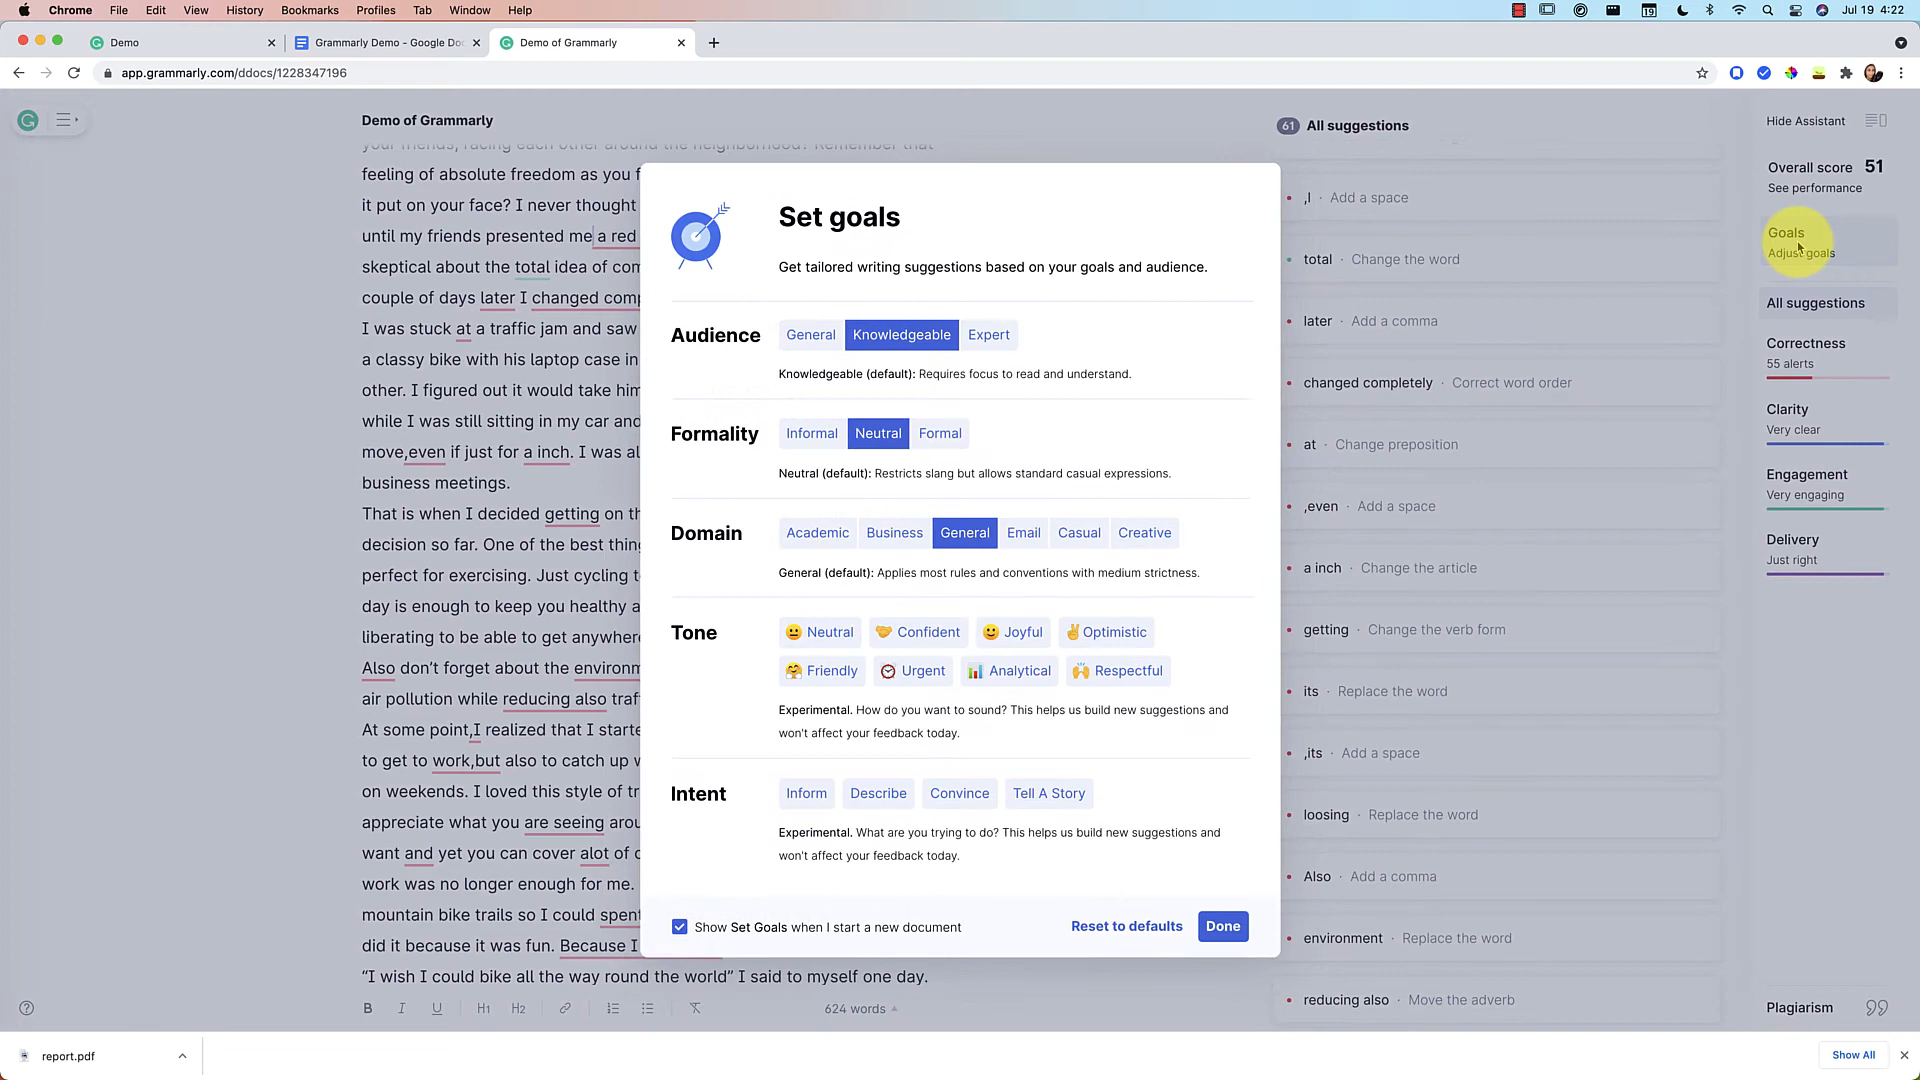 Chrome File Edit View History Bookmarks Profiles Tab Window Help
19
Jul 19 4:22
Demo
Grammarly Demo - Google Do
Demo of Grammarly
app.grammarly.com/ddocs/1228347196
Demo of Grammarly
your friends, racing each other around the neighborhood? Remember that
feeling of absolute freedom as you f
it put on your face? I never thought
until my friends presented me a red
skeptical about the total idea of com
couple of days later I changed comp
I was stuck at a traffic jam and saw
a classy bike with his laptop case in
other. I figured out it would take him
while I was still sitting in my car and
move,even if just for a inch. I was al
business meetings.
That is when I decided getting on th
decision so far. One of the best thing
perfect for exercising. Just cycling t
day is enough to keep you healthy a
liberating to be able to get anywhere
Also don't forget about the environm
air pollution while reducing also traf
At some point,I realized that I starte
to get to work,but also to catch up w
on weekends. I loved this style of tr
appreciate what you are seeing arou
want and yet you can cover alot of c
work was no longer enough for me.
mountain bike trails so I could spent
did it because it was fun. Because I
“I wish I could bike all the way round the world” I said to myself one day.
B I U H1 H2
624 words
Set goals
Get tailored writing suggestions based on your goals and audience.
Audience
General Knowledgeable Expert
Knowledgeable (default): Requires focus to read and understand.
Formality
Informal Neutral Formal
Neutral (default): Restricts slang but allows standard casual expressions.
Domain
Academic Business General Email Casual Creative
General (default): Applies most rules and conventions with medium strictness.
Tone
Neutral Confident Joyful Optimistic
Friendly Urgent Analytical Respectful
Experimental. How do you want to sound? This helps us build new suggestions and
won't affect your feedback today.
Intent
Inform Describe Convince Tell A Story
Experimental. What are you trying to do? This helps us build new suggestions and
won't affect your feedback today.
Show Set Goals when I start a new document
Reset to defaults
Done
61 All suggestions
,I · Add a space
total · Change the word
later · Add a comma
changed completely · Correct word order
at · Change preposition
,even · Add a space
a inch · Change the article
getting · Change the verb form
its · Replace the word
,its · Add a space
loosing · Replace the word
Also · Add a comma
environment · Replace the word
reducing also · Move the adverb
Hide Assistant
Overall score 51
See performance
Goals
Adjust goals
All suggestions
Correctness
55 alerts
Clarity
Very clear
Engagement
Very engaging
Delivery
Just right
Plagiarism
report.pdf
Show All